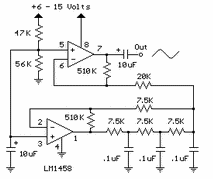 +6 - 15 Volts
47K
5
8
7
+
Out
6
10uF
56K
510K
20K
7.5K
510K
2
1
7.5K
7.5K
7.5K
3
4
+
10uF
LM1458
.1uF
.1uF
.1uF